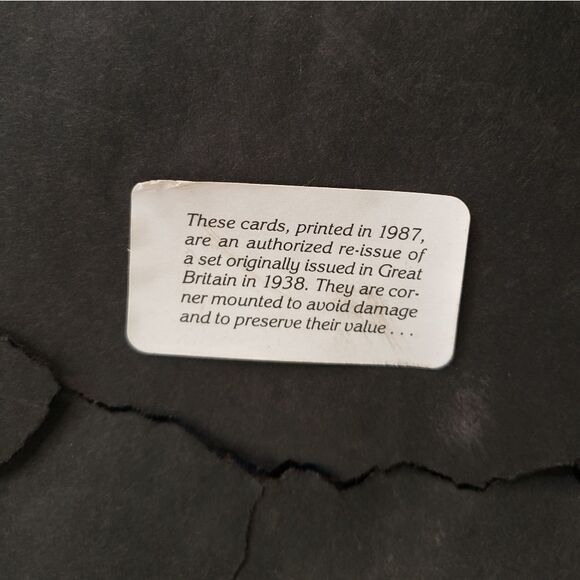 These cards, printed in 1987,
are an authorized re-issue of
a set originally issued in Great
Britain in 1938. They are cor-
ner mounted to avoid damage
and to preserve their value . . .